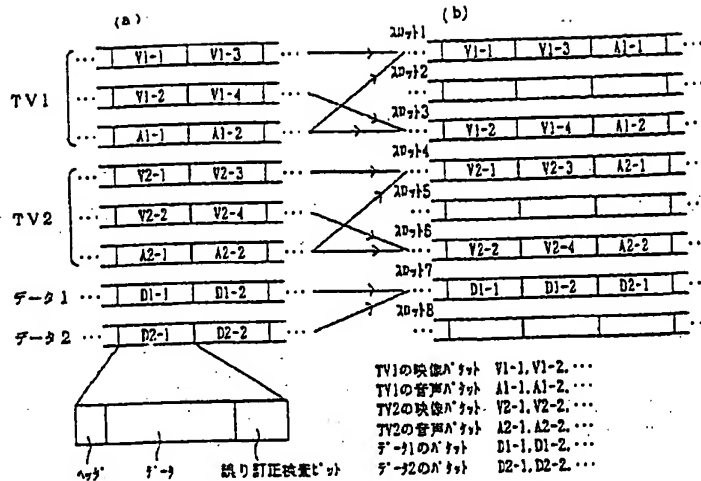 (a)
TV1
… V1-1 V1-3 …
… V1-2 V1-4 …
… A1-1 A1-2 …
TV2
… V2-1 V2-3 …
… V2-2 V2-4 …
… A2-1 A2-2 …
データ1 … D1-1 D1-2 …
データ2 … D2-1 D2-2 …
ヘッダ データ 誤り訂正検査ビット
(b)
スロット1
… V1-1 V1-3 A1-1 …
スロット2
…
スロット3
… V1-2 V1-4 A1-2 …
スロット4
… V2-1 V2-3 A2-1 …
スロット5
…
スロット6
… V2-2 V2-4 A2-2 …
スロット7
… D1-1 D1-2 D2-1 …
スロット8
…
TV1の映像パケット V1-1,V1-2,…
TV1の音声パケット A1-1,A1-2,…
TV2の映像パケット V2-1,V2-2,…
TV2の音声パケット A2-1,A2-2,…
データ1のパケット D1-1,D1-2,…
データ2のパケット D2-1,D2-2,…